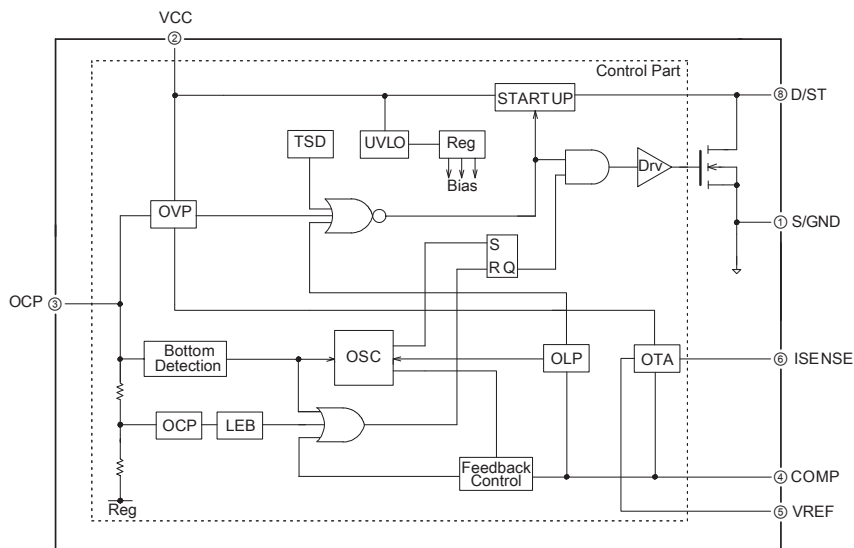 VCC
②
Control Part
STARTUP
⑧ D/ST
TSD
UVLO
Reg
Bias
Drv
OVP
① S/GND
S
R Q
OCP ③
Bottom
Detection
OSC
OLP
OTA
⑥ ISENSE
OCP
LEB
Feedback
Control
④ COMP
Reg
⑤ VREF